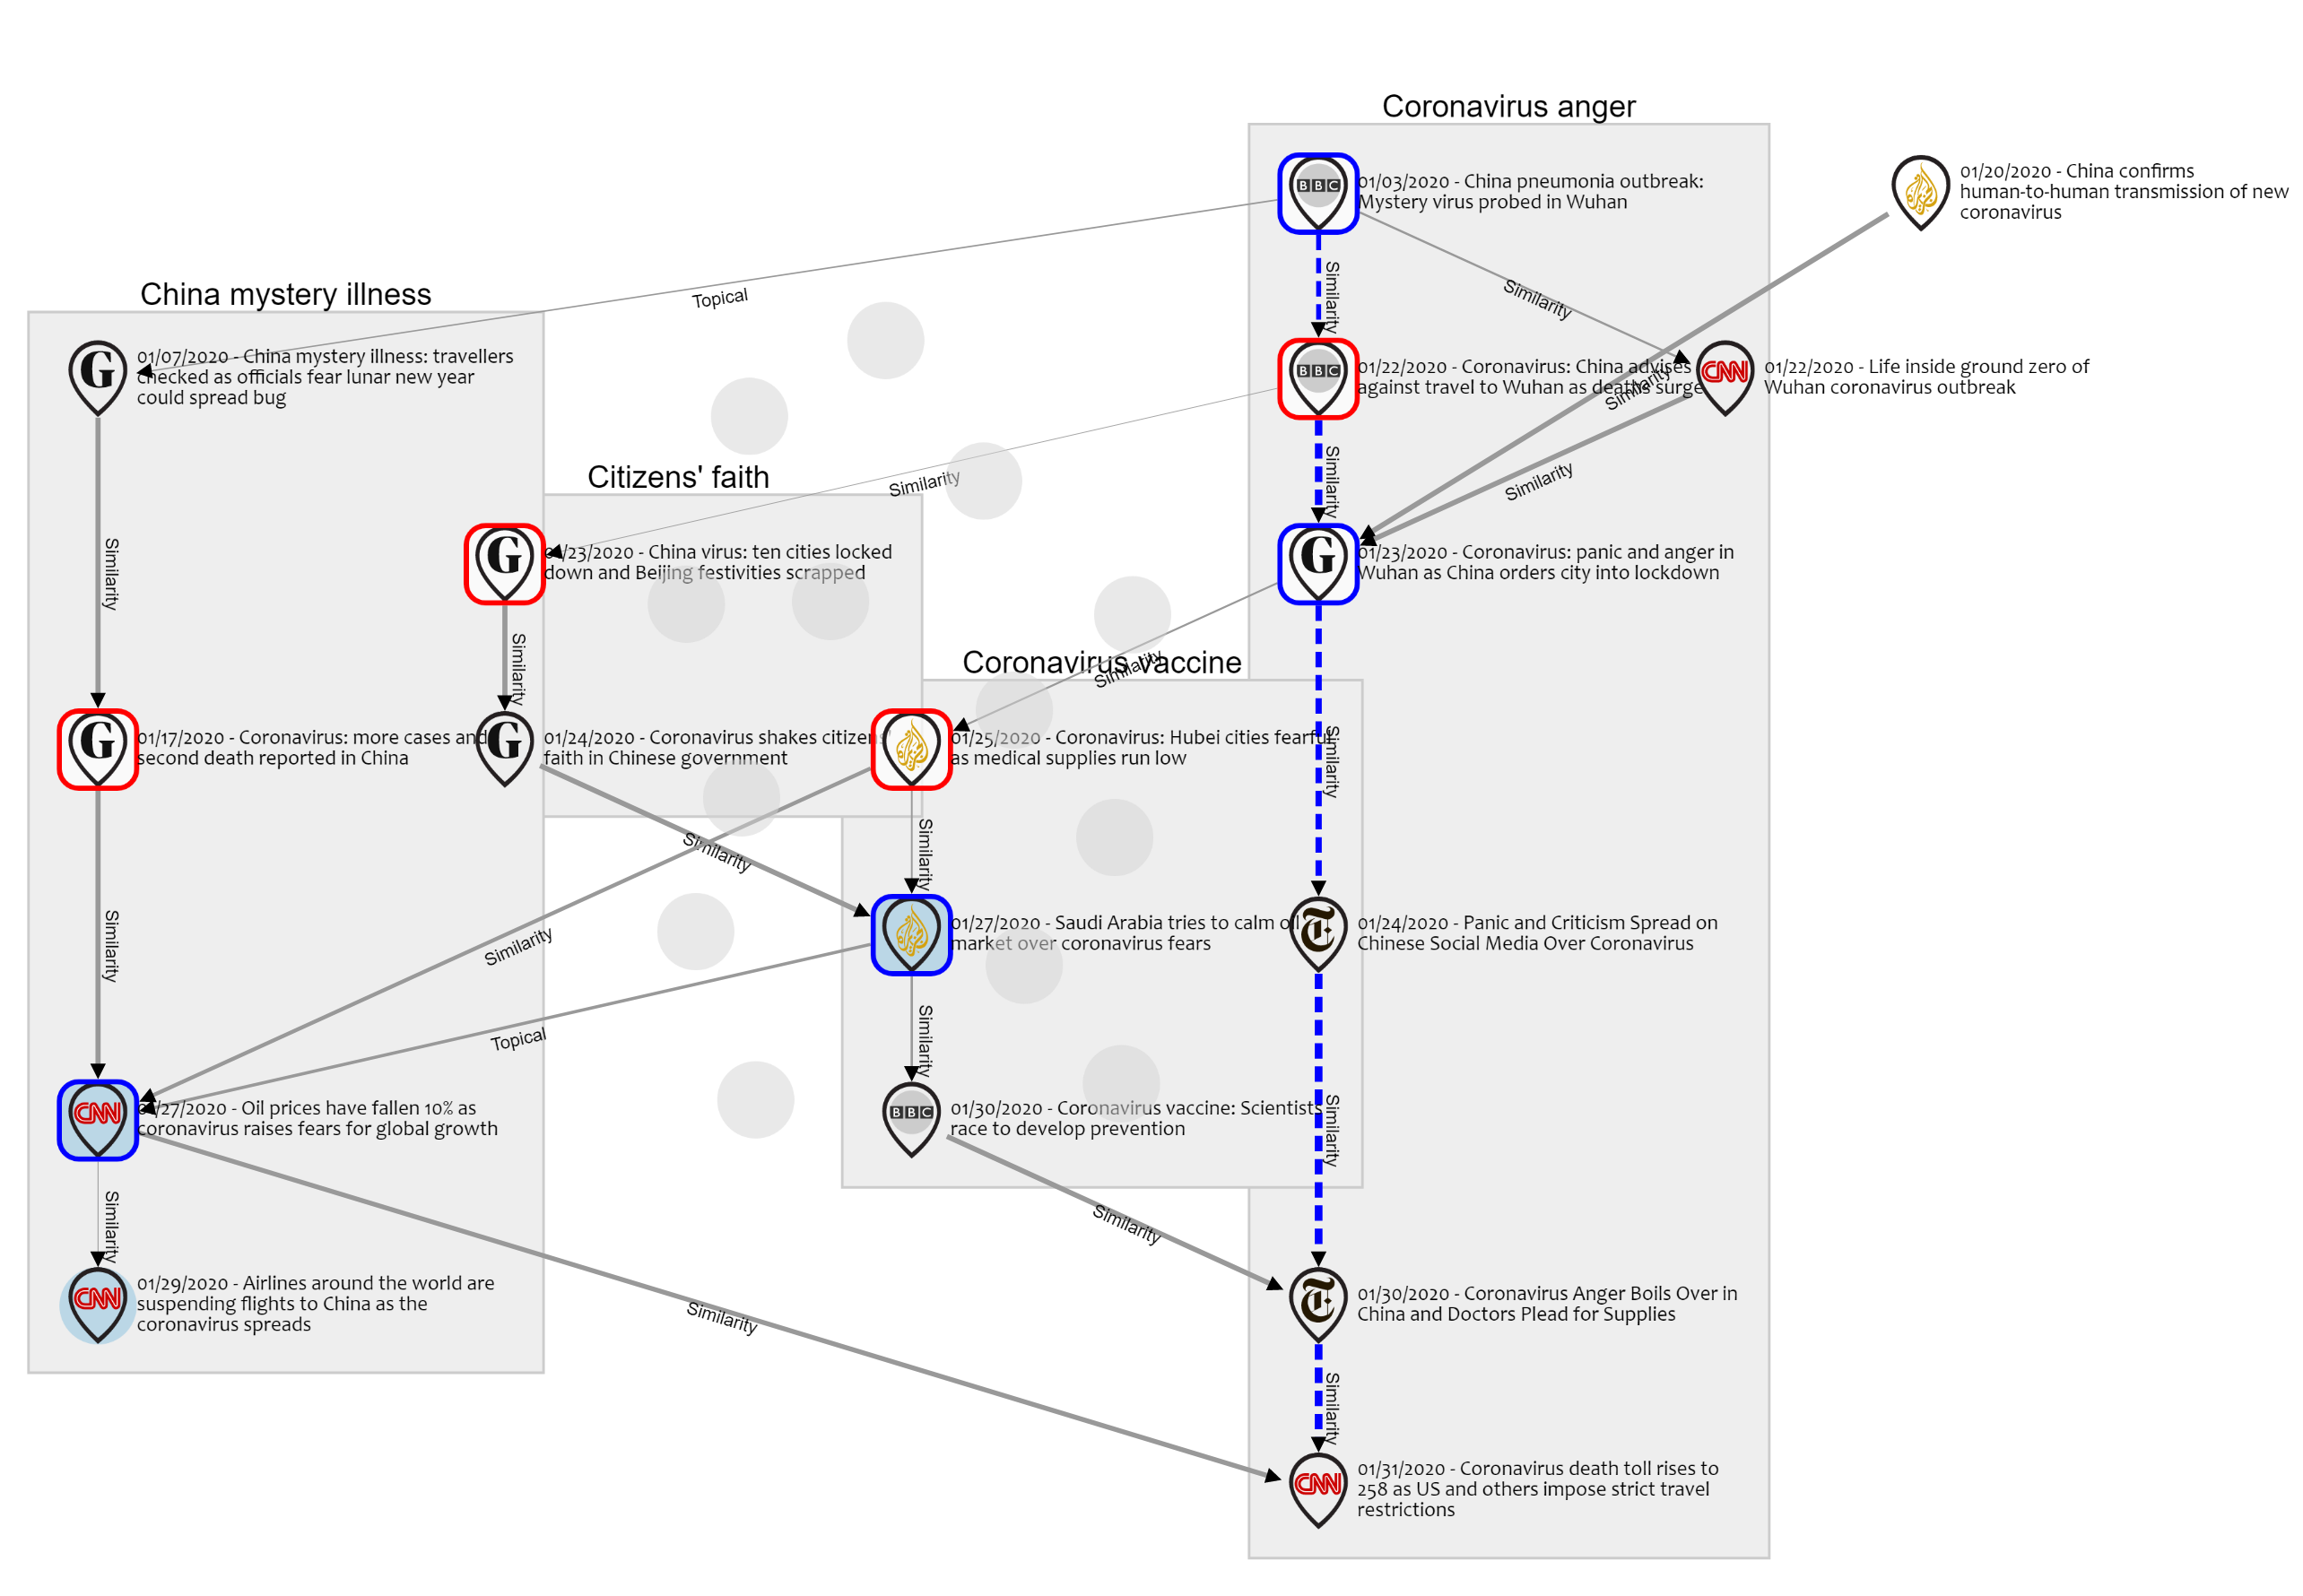 Coronavirus anger
BBC
01/03/2020 - China pneumonia outbreak:
Mystery virus probed in Wuhan
01/20/2020 - China confirms
human-to-human transmission of new
coronavirus
Similarity
Topical
Similarity
China mystery illness
G
01/07/2020 - China mystery illness: travellers
checked as officials fear lunar new year
could spread bug
BBC
01/22/2020 - Coronavirus: China advises
against travel to Wuhan as deaths surge
Similarity
CNN
01/22/2020 - Life inside ground zero of
Wuhan coronavirus outbreak
Similarity
Similarity
Similarity
Citizens' faith
Similarity
G
01/23/2020 - China virus: ten cities locked
down and Beijing festivities scrapped
G
01/23/2020 - Coronavirus: panic and anger in
Wuhan as China orders city into lockdown
Similarity
Similarity
Similarity
Coronavirus vaccine
G
01/17/2020 - Coronavirus: more cases and
second death reported in China
G
01/24/2020 - Coronavirus shakes citizens'
faith in Chinese government
01/25/2020 - Coronavirus: Hubei cities fearful
as medical supplies run low
Similarity
Similarity
Similarity
Similarity
Similarity
01/27/2020 - Saudi Arabia tries to calm oil
market over coronavirus fears
T
01/24/2020 - Panic and Criticism Spread on
Chinese Social Media Over Coronavirus
Topical
Similarity
Similarity
CNN
01/27/2020 - Oil prices have fallen 10% as
coronavirus raises fears for global growth
BBC
01/30/2020 - Coronavirus vaccine: Scientists
race to develop prevention
Similarity
Similarity
CNN
01/29/2020 - Airlines around the world are
suspending flights to China as the
coronavirus spreads
T
01/30/2020 - Coronavirus Anger Boils Over in
China and Doctors Plead for Supplies
Similarity
Similarity
CNN
01/31/2020 - Coronavirus death toll rises to
258 as US and others impose strict travel
restrictions